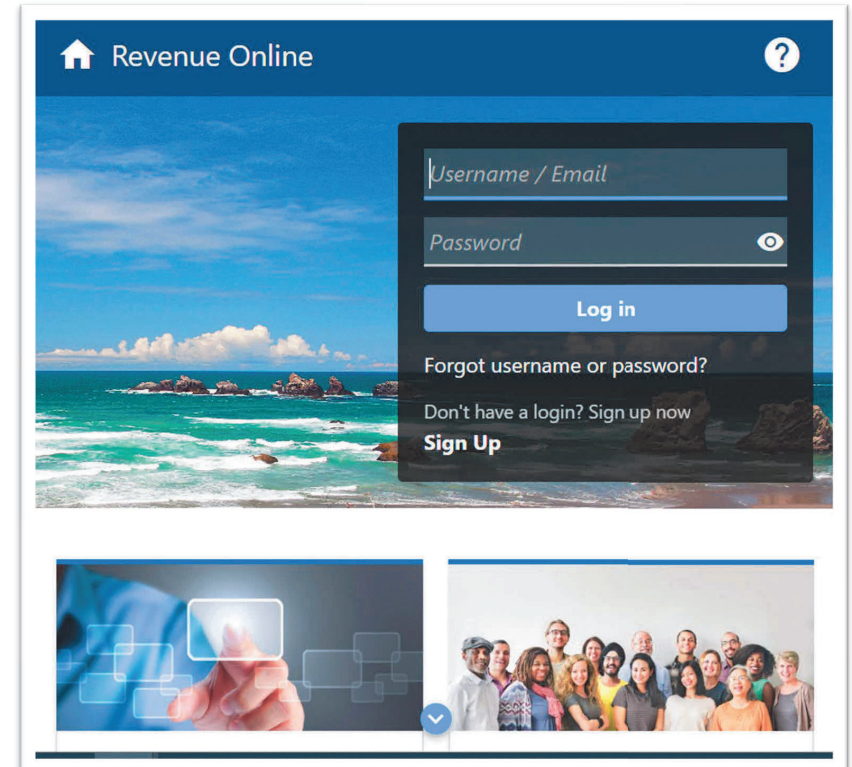 Revenue Online
?
Username / Email
Password
Log in
Forgot username or password?
Don't have a login? Sign up now
Sign Up